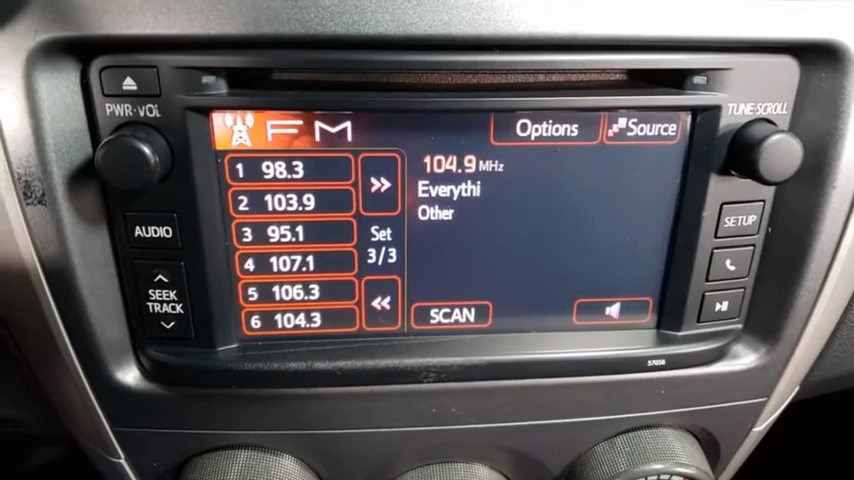 PWR·VOL
TUNE·SCROLL
FM
Options
Source
1 98.3
2 103.9
3 95.1
4 107.1
5 106.3
6 104.3
Set
3/3
104.9 MHz
Everythi
Other
SCAN
AUDIO
SEEK
TRACK
SETUP
57056